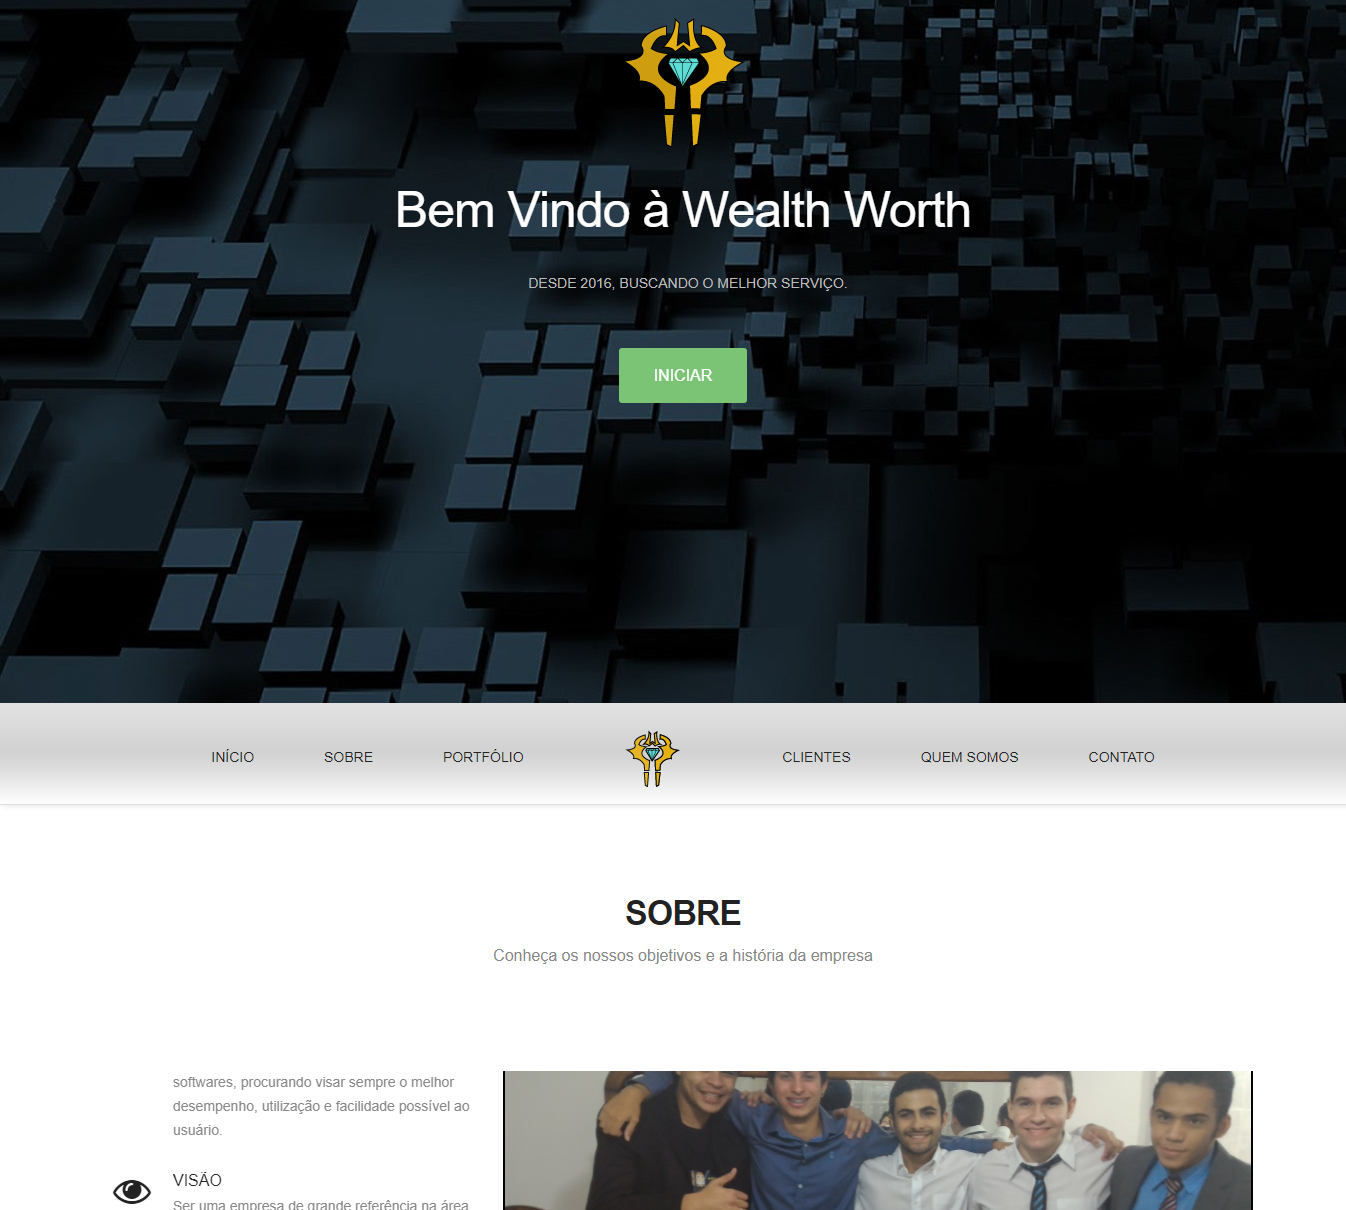 Bem Vindo à Wealth Worth
DESDE 2016, BUSCANDO O MELHOR SERVIÇO.
INICIAR
INÍCIO SOBRE PORTFÓLIO CLIENTES QUEM SOMOS CONTATO
SOBRE
Conheça os nossos objetivos e a história da empresa
softwares, procurando visar sempre o melhor
desempenho, utilização e facilidade possível ao
usuário.
VISÃO
Ser uma empresa de grande referência na área